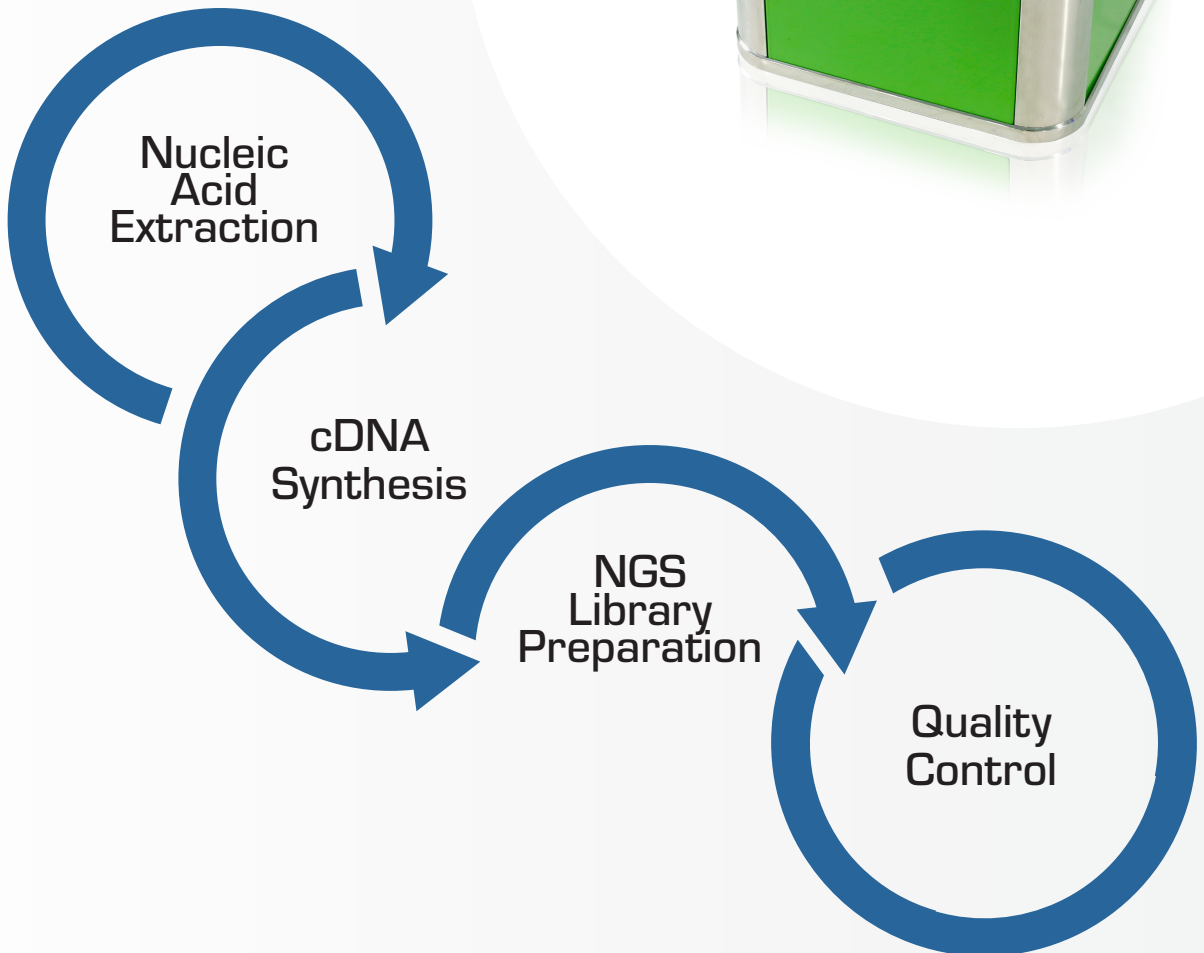 Nucleic
Acid
Extraction
cDNA
Synthesis
NGS
Library
Preparation
Quality
Control